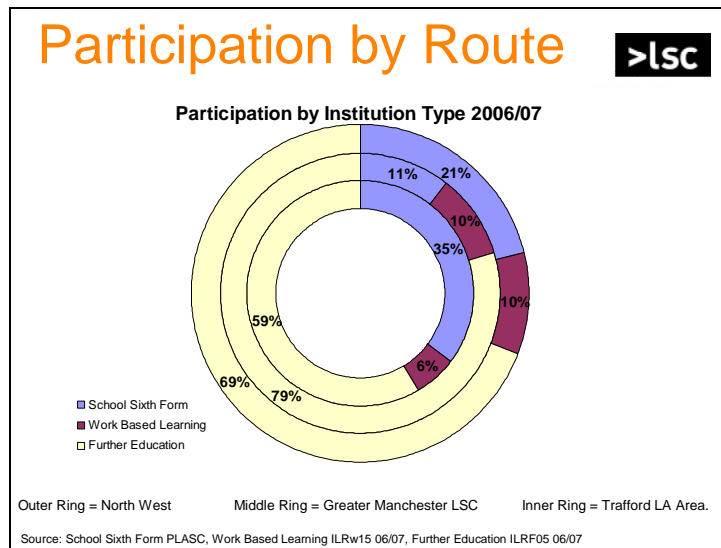 Participation by Route
>lsc
Participation by Institution Type 2006/07
11%
21%
10%
35%
10%
59%
6%
69%
79%
School Sixth Form
Work Based Learning
Further Education
Outer Ring = North West Middle Ring = Greater Manchester LSC Inner Ring = Trafford LA Area.
Source: School Sixth Form PLASC, Work Based Learning ILRw15 06/07, Further Education ILRF05 06/07